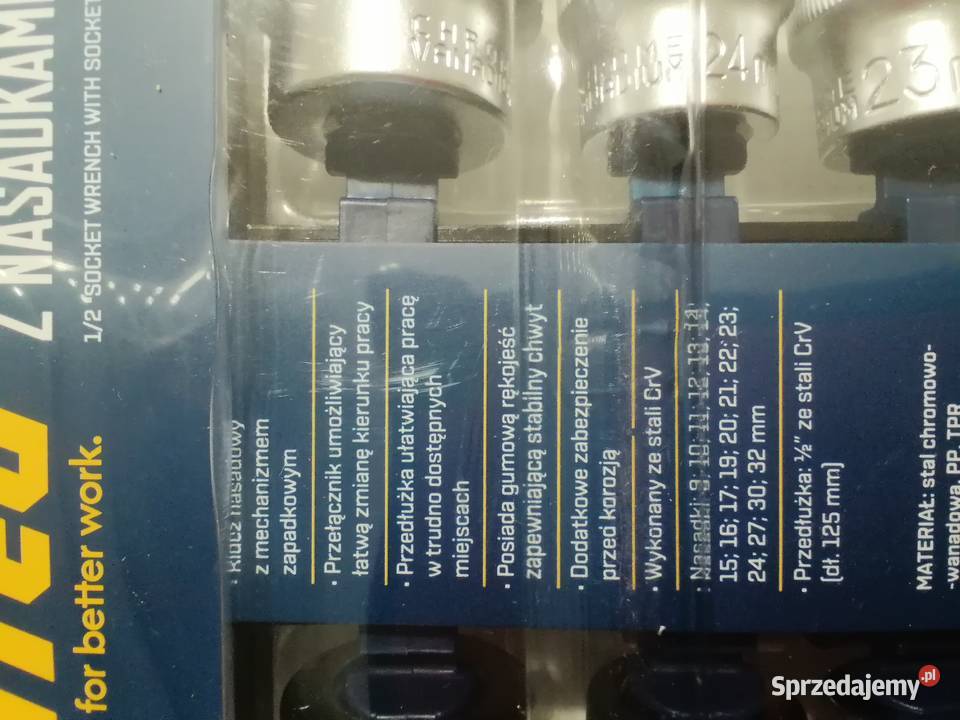 Z NASADKAMI
1/2 "SOCKET WRENCH WITH SOCKET
for better work.
• Klucz nasadowy
z mechanizmem
zapadkowym
• Przełącznik umożliwiający
łatwą zmianę kierunku pracy
• Przedłużka ułatwiająca pracę
w trudno dostępnych
miejscach
• Posiada gumową rękojeść
zapewniającą stabilny chwyt
• Dodatkowe zabezpieczenie
przed korozją
• Wykonany ze stali CrV
• Nasadki: 9;10; 11; 12; 13; 14;
15; 16; 17; 19; 20; 21; 22; 23;
24; 27; 30; 32 mm
• Przedłużka: ½” ze stali CrV
(dł. 125 mm)
MATERIAŁ: stal chromowo-
-wanadowa, PP, TPR
24
23
Sprzedajemy.pl